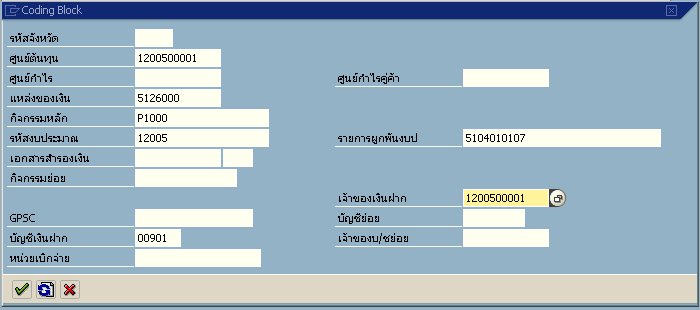 Coding Block
รหัสจังหวัด
ศูนย์ต้นทุน 1200500001
ศูนย์กำไร ศูนย์กำไรคู่ค้า
แหล่งของเงิน 5126000
กิจกรรมหลัก P1000
รหัสงบประมาณ 12005 รายการผูกพันงบป 5104010107
เอกสารสำรองเงิน
กิจกรรมย่อย
เจ้าของเงินฝาก 1200500001
GPSC บัญชีย่อย
บัญชีเงินฝาก 00901 เจ้าของบ/ชย่อย
หน่วยเบิกจ่าย